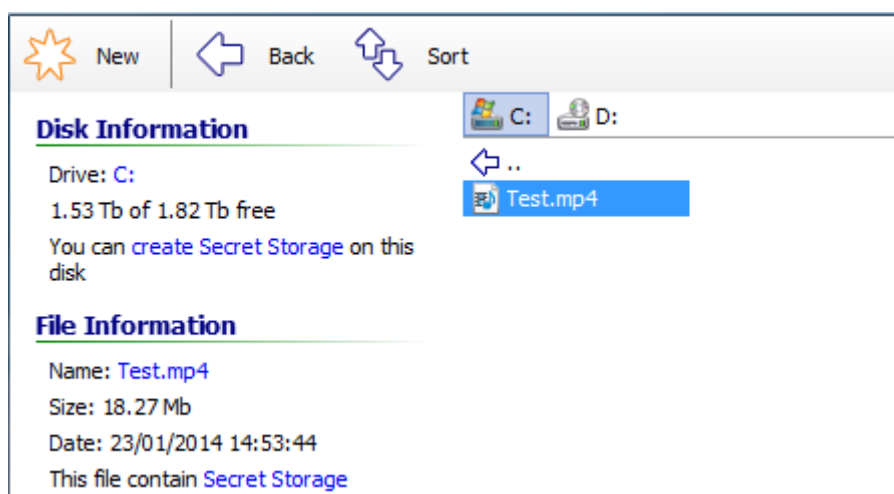 New Back Sort
C: D:
Disk Information
Drive: C:
1.53 Tb of 1.82 Tb free
You can create Secret Storage on this
disk
File Information
Name: Test.mp4
Size: 18.27 Mb
Date: 23/01/2014 14:53:44
This file contain Secret Storage
..
Test.mp4